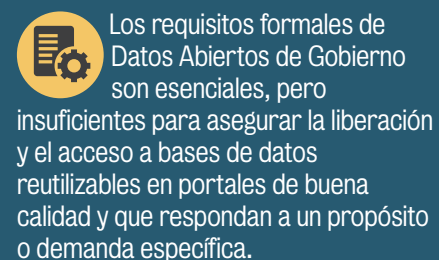 Los requisitos formales de
Datos Abiertos de Gobierno
son esenciales, pero
insuficientes para asegurar la liberación
y el acceso a bases de datos
reutilizables en portales de buena
calidad y que respondan a un propósito
o demanda específica.